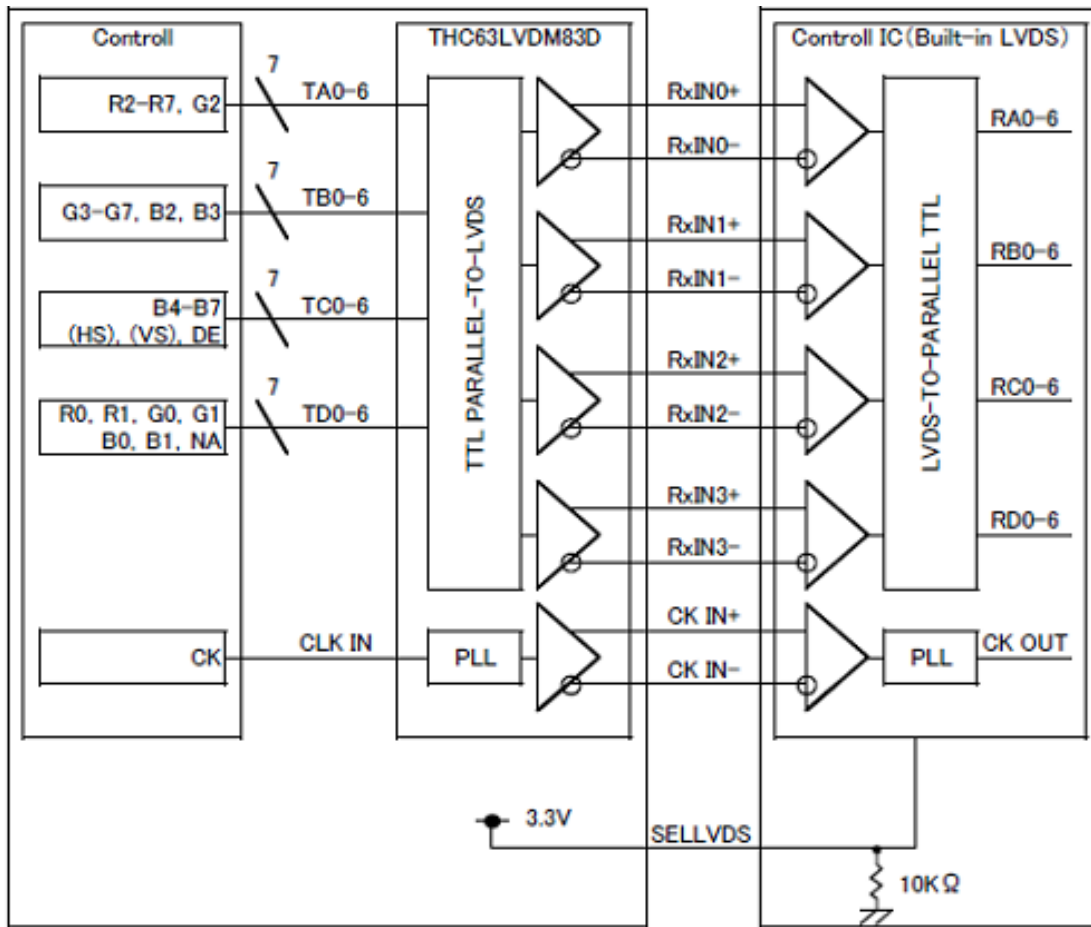 Controll
THC63LVDM83D
Controll IC(Built-in LVDS)
R2-R7, G2
7
TA0-6
RxIN0+
RxIN0-
RA0-6
G3-G7, B2, B3
7
TB0-6
RxIN1+
RxIN1-
RB0-6
B4-B7
(HS), (VS), DE
7
TC0-6
RxIN2+
RxIN2-
RC0-6
R0, R1, G0, G1
B0, B1, NA
7
TD0-6
RxIN3+
RxIN3-
RD0-6
TTL PARALLEL-TO-LVDS
LVDS-TO-PARALLEL TTL
CK
CLK IN
PLL
CK IN+
CK IN-
PLL
CK OUT
3.3V
SELLVDS
10KΩ